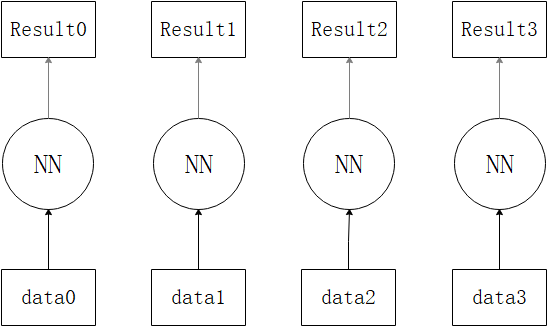 Result0 Result1 Result2 Result3
NN NN NN NN
data0 data1 data2 data3